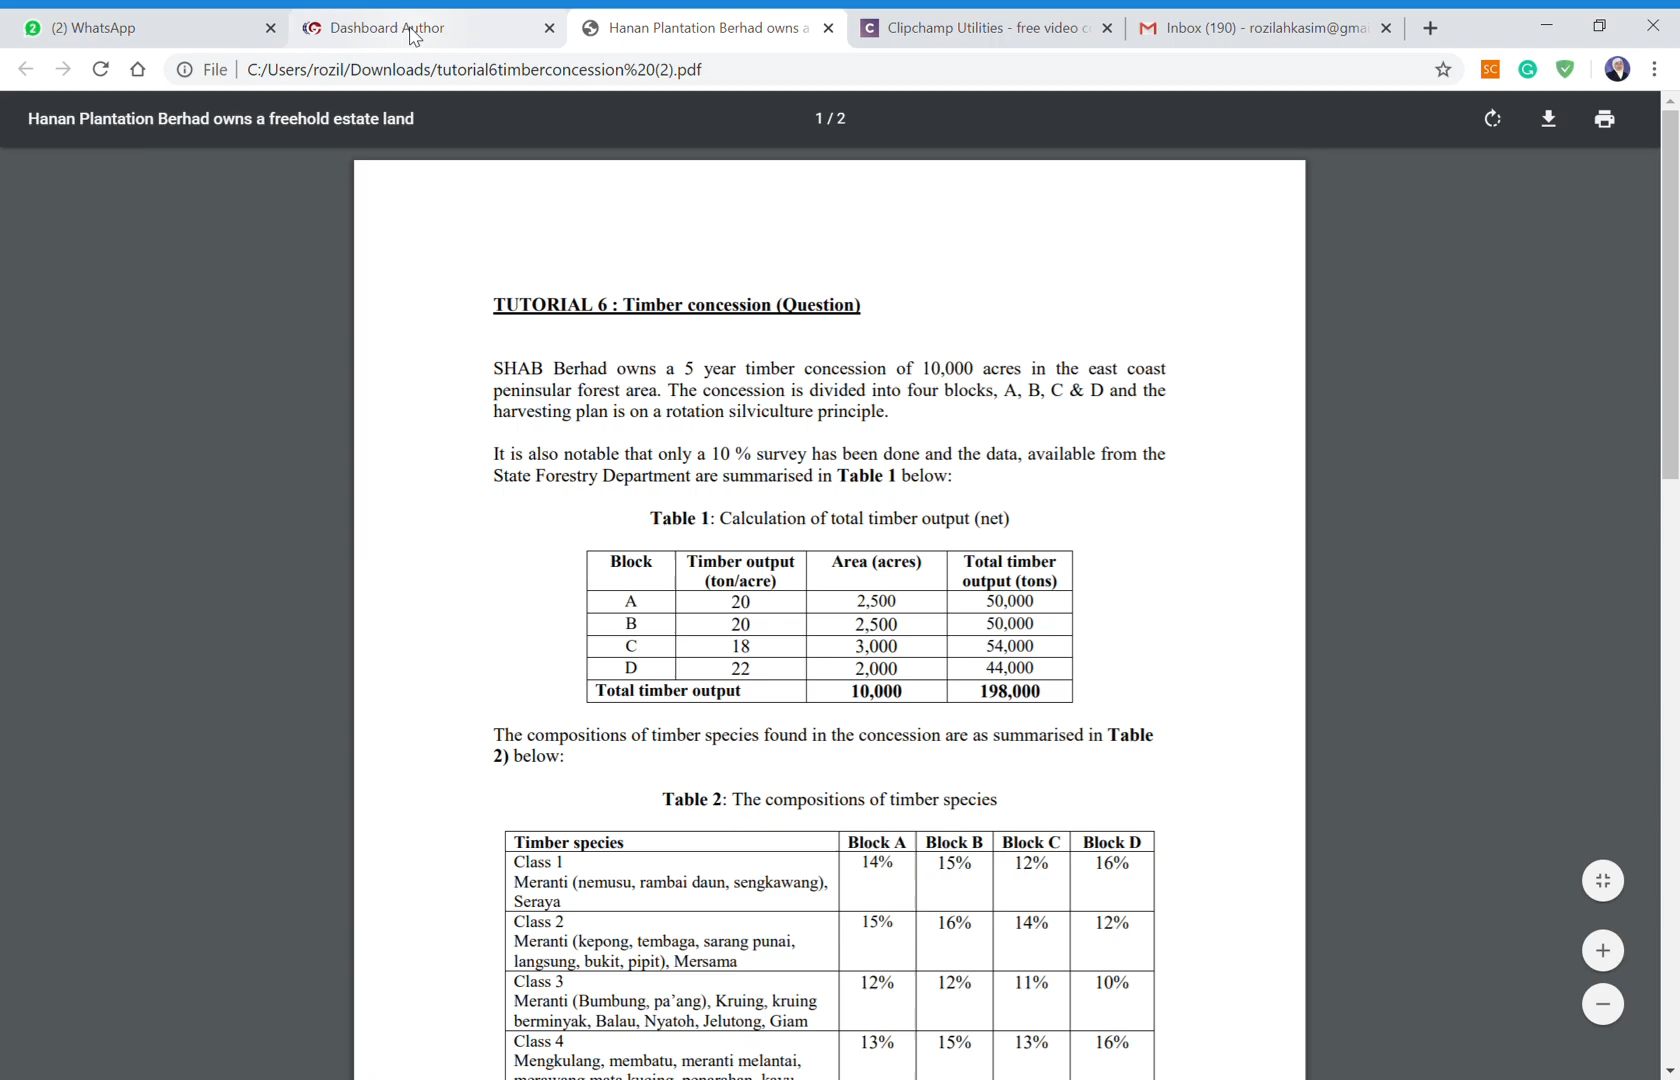 (2) WhatsApp
Dashboard Author
Hanan Plantation Berhad owns a
Clipchamp Utilities - free video c
Inbox (190) - rozilahkasim@gmai
File
C:/Users/rozil/Downloads/tutorial6timberconcession%20(2).pdf
SC
Hanan Plantation Berhad owns a freehold estate land
1 / 2
TUTORIAL 6 : Timber concession (Question)
SHAB Berhad owns a 5 year timber concession of 10,000 acres in the east coast
peninsular forest area. The concession is divided into four blocks, A, B, C & D and the
harvesting plan is on a rotation silviculture principle.
It is also notable that only a 10 % survey has been done and the data, available from the
State Forestry Department are summarised in Table 1 below:
Table 1: Calculation of total timber output (net)
Block Timber output Area (acres) Total timber
(ton/acre) output (tons)
A 20 2,500 50,000
B 20 2,500 50,000
C 18 3,000 54,000
D 22 2,000 44,000
Total timber output 10,000 198,000
The compositions of timber species found in the concession are as summarised in Table
2) below:
Table 2: The compositions of timber species
Timber species Block A Block B Block C Block D
Class 1 14% 15% 12% 16%
Meranti (nemusu, rambai daun, sengkawang),
Seraya
Class 2 15% 16% 14% 12%
Meranti (kepong, tembaga, sarang punai,
langsung, bukit, pipit), Mersama
Class 3 12% 12% 11% 10%
Meranti (Bumbung, pa'ang), Kruing, kruing
berminyak, Balau, Nyatoh, Jelutong, Giam
Class 4 13% 15% 13% 16%
Mengkulang, membatu, meranti melantai,